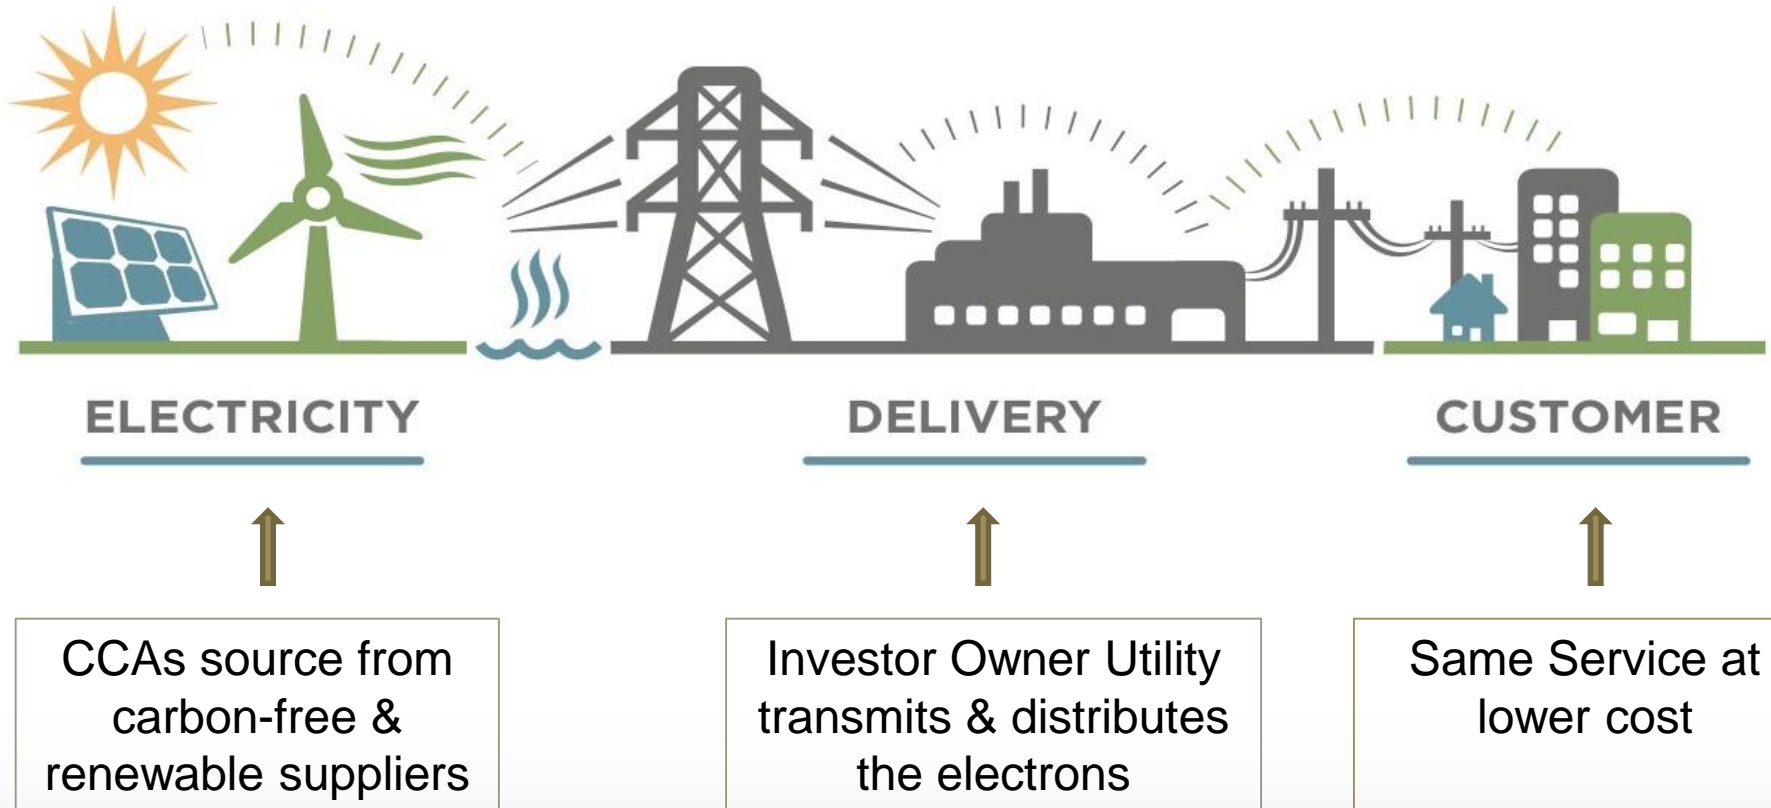 ELECTRICITY
DELIVERY
CUSTOMER
CCAs source from
carbon-free &
renewable suppliers
Investor Owner Utility
transmits & distributes
the electrons
Same Service at
lower cost